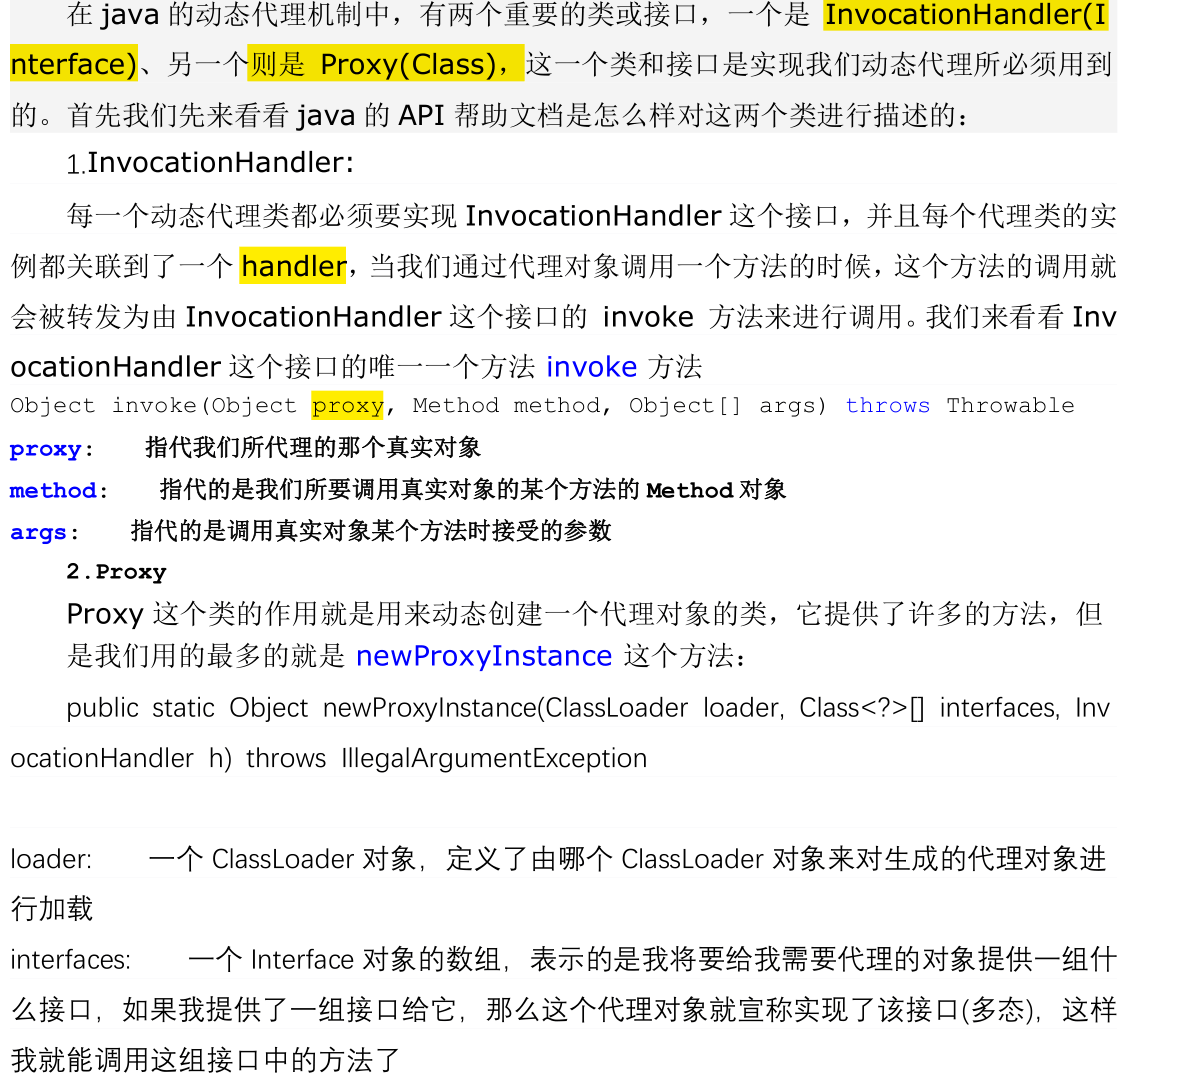 在 java 的动态代理机制中，有两个重要的类或接口，一个是 InvocationHandler(I
nterface)、另一个则是 Proxy(Class)，这一个类和接口是实现我们动态代理所必须用到
的。首先我们先来看看 java 的 API 帮助文档是怎么样对这两个类进行描述的：
1.InvocationHandler:
每一个动态代理类都必须要实现 InvocationHandler 这个接口，并且每个代理类的实
例都关联到了一个 handler，当我们通过代理对象调用一个方法的时候，这个方法的调用就
会被转发为由 InvocationHandler 这个接口的 invoke 方法来进行调用。我们来看看 Inv
ocationHandler 这个接口的唯一一个方法 invoke 方法
Object invoke(Object proxy, Method method, Object[] args) throws Throwable
proxy: 指代我们所代理的那个真实对象
method: 指代的是我们所要调用真实对象的某个方法的 Method 对象
args: 指代的是调用真实对象某个方法时接受的参数
2.Proxy
Proxy 这个类的作用就是用来动态创建一个代理对象的类，它提供了许多的方法，但
是我们用的最多的就是 newProxyInstance 这个方法：
public static Object newProxyInstance(ClassLoader loader, Class<?>[] interfaces, Inv
ocationHandler h) throws IllegalArgumentException
loader: 一个 ClassLoader 对象，定义了由哪个 ClassLoader 对象来对生成的代理对象进
行加载
interfaces: 一个 Interface 对象的数组，表示的是我将要给我需要代理的对象提供一组什
么接口，如果我提供了一组接口给它，那么这个代理对象就宣称实现了该接口(多态)，这样
我就能调用这组接口中的方法了